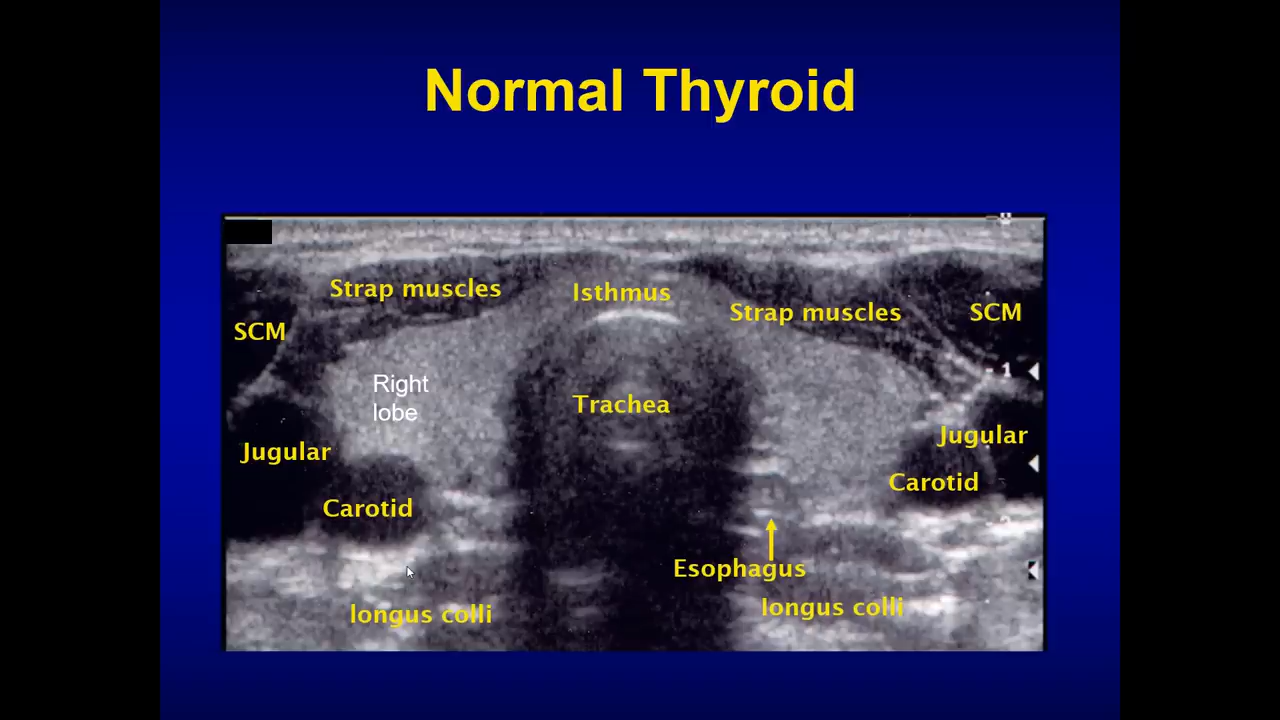 Normal Thyroid
Strap muscles
Isthmus
Strap muscles
SCM
SCM
1
Right
lobe
Trachea
Jugular
Jugular
Carotid
Carotid
Esophagus
longus colli
longus colli